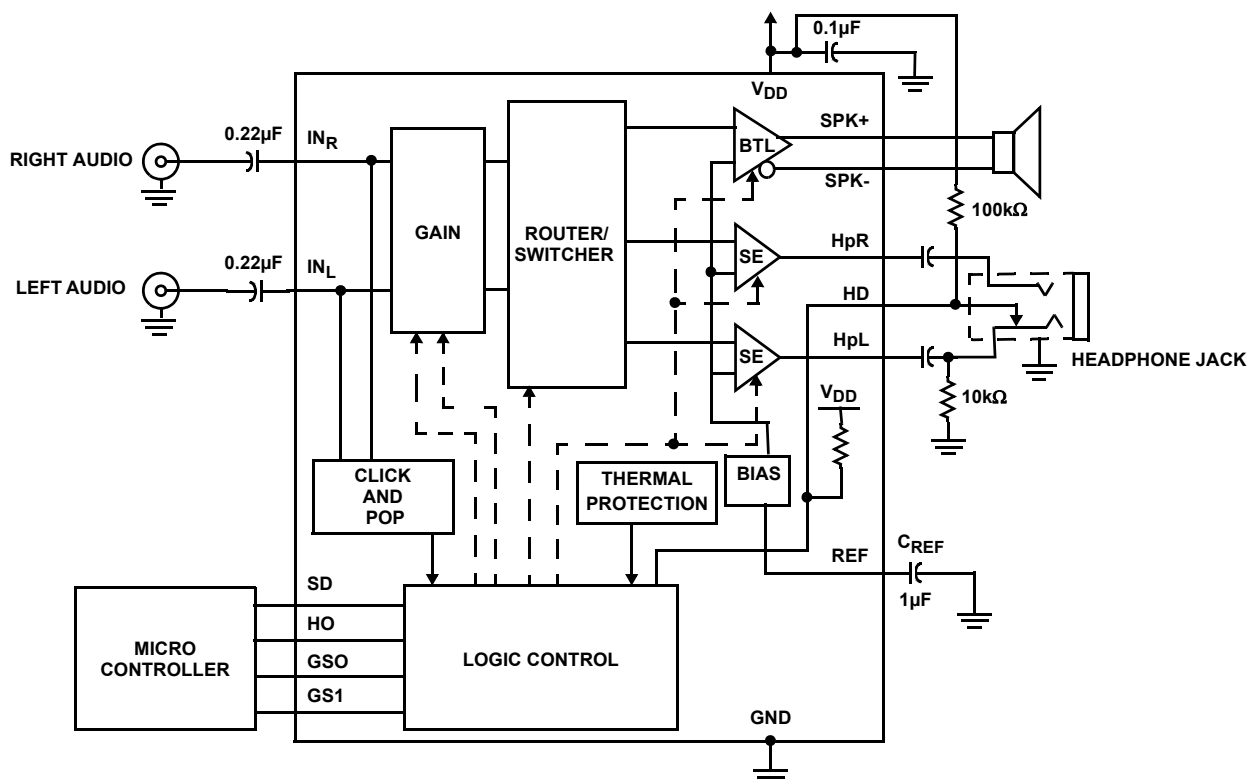 0.1µF
VDD
SPK+
0.22µF
INR
BTL
RIGHT AUDIO
SPK-
100kΩ
GAIN
ROUTER/
SWITCHER
HpR
SE
0.22µF
INL
LEFT AUDIO
HD
HpL
SE
HEADPHONE JACK
VDD
10kΩ
CLICK
AND
POP
THERMAL
PROTECTION
BIAS
REF
CREF
1µF
SD
HO
MICRO
CONTROLLER
GSO
LOGIC CONTROL
GS1
GND